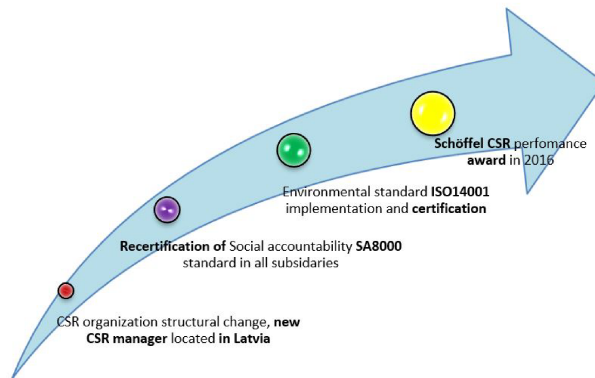 Schöffel CSR perfomance
award in 2016
Environmental standard ISO14001
implementation and certification
Recertification of Social accountability SA8000
standard in all subsidaries
CSR organization structural change, new
CSR manager located in Latvia